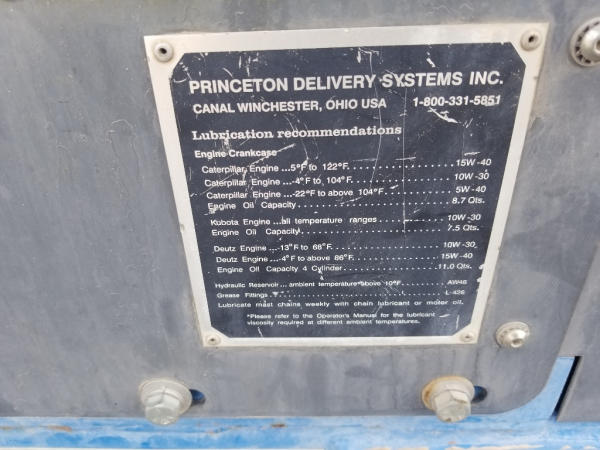 PRINCETON DELIVERY SYSTEMS INC.
CANAL WINCHESTER, OHIO USA 1-800-331-5851
Lubrication recommendations
Engine Crankcase
Caterpillar Engine ...5°F to 122°F. 15W-40
Caterpillar Engine ...-4°F to 104°F. 10W-30
Caterpillar Engine ...-22°F to above 104°F. 5W-40
Engine Oil Capacity 8.7 Qts.
Kubota Engine ...all temperature ranges 10W-30
Engine Oil Capacity 7.5 Qts.
Deutz Engine ...-13°F to 68°F. 10W-30
Deutz Engine ...-4°F to above 86°F. 15W-40
Engine Oil Capacity 4 Cylinder 11.0 Qts.
Hydraulic Reservoir ...ambient temperature above 10°F. AW46
Grease Fittings L-426
Lubricate mast chains weekly with chain lubricant or motor oil.
*Please refer to the Operator's Manual for the lubricant
viscosity required at different ambient temperatures.